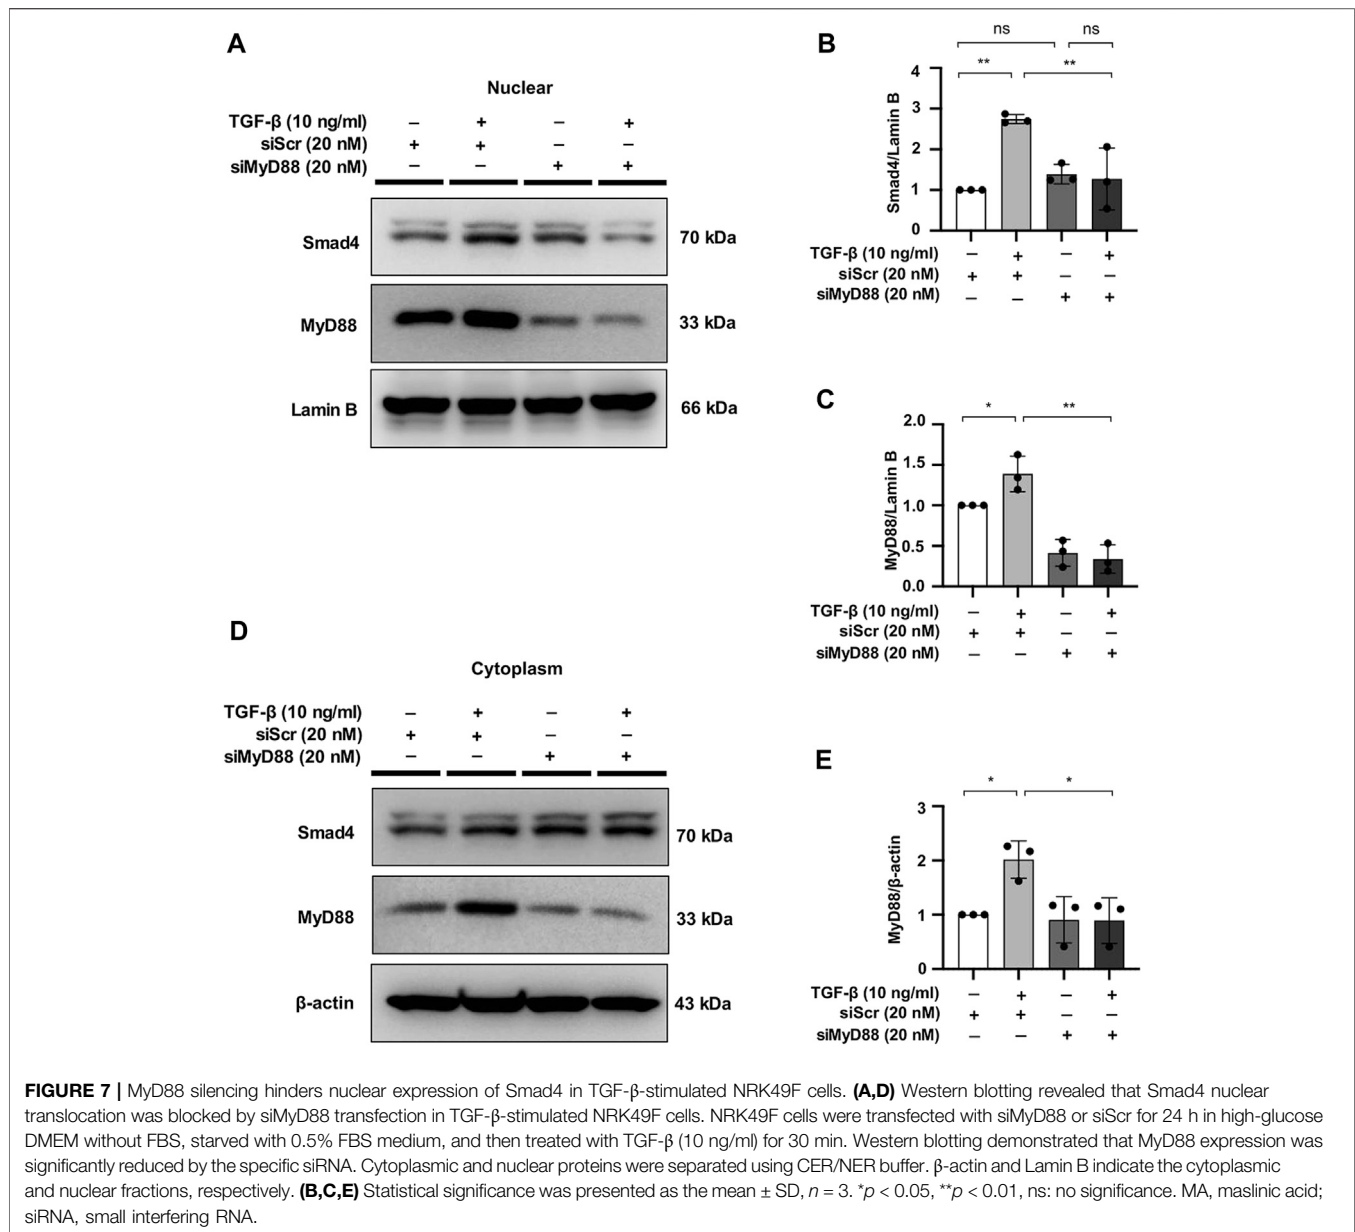 A
Nuclear
TGF-β (10 ng/ml) – + – +
siScr (20 nM) + + – –
siMyD88 (20 nM) – – + +
Smad4 70 kDa
MyD88 33 kDa
Lamin B 66 kDa
B
ns ns
** **
Smad4/Lamin B
4
3
2
1
0
TGF-β (10 ng/ml) – + – +
siScr (20 nM) + + – –
siMyD88 (20 nM) – – + +
C
* **
MyD88/Lamin B
2.0
1.5
1.0
0.5
0.0
TGF-β (10 ng/ml) – + – +
siScr (20 nM) + + – –
siMyD88 (20 nM) – – + +
D
Cytoplasm
TGF-β (10 ng/ml) – + – +
siScr (20 nM) + + – –
siMyD88 (20 nM) – – + +
Smad4 70 kDa
MyD88 33 kDa
β-actin 43 kDa
E
* *
MyD88/β-actin
3
2
1
0
TGF-β (10 ng/ml) – + – +
siScr (20 nM) + + – –
siMyD88 (20 nM) – – + +
FIGURE 7 | MyD88 silencing hinders nuclear expression of Smad4 in TGF-β-stimulated NRK49F cells. (A,D) Western blotting revealed that Smad4 nuclear
translocation was blocked by siMyD88 transfection in TGF-β-stimulated NRK49F cells. NRK49F cells were transfected with siMyD88 or siScr for 24 h in high-glucose
DMEM without FBS, starved with 0.5% FBS medium, and then treated with TGF-β (10 ng/ml) for 30 min. Western blotting demonstrated that MyD88 expression was
significantly reduced by the specific siRNA. Cytoplasmic and nuclear proteins were separated using CER/NER buffer. β-actin and Lamin B indicate the cytoplasmic
and nuclear fractions, respectively. (B,C,E) Statistical significance was presented as the mean ± SD, n = 3. *p < 0.05, **p < 0.01, ns: no significance. MA, maslinic acid;
siRNA, small interfering RNA.